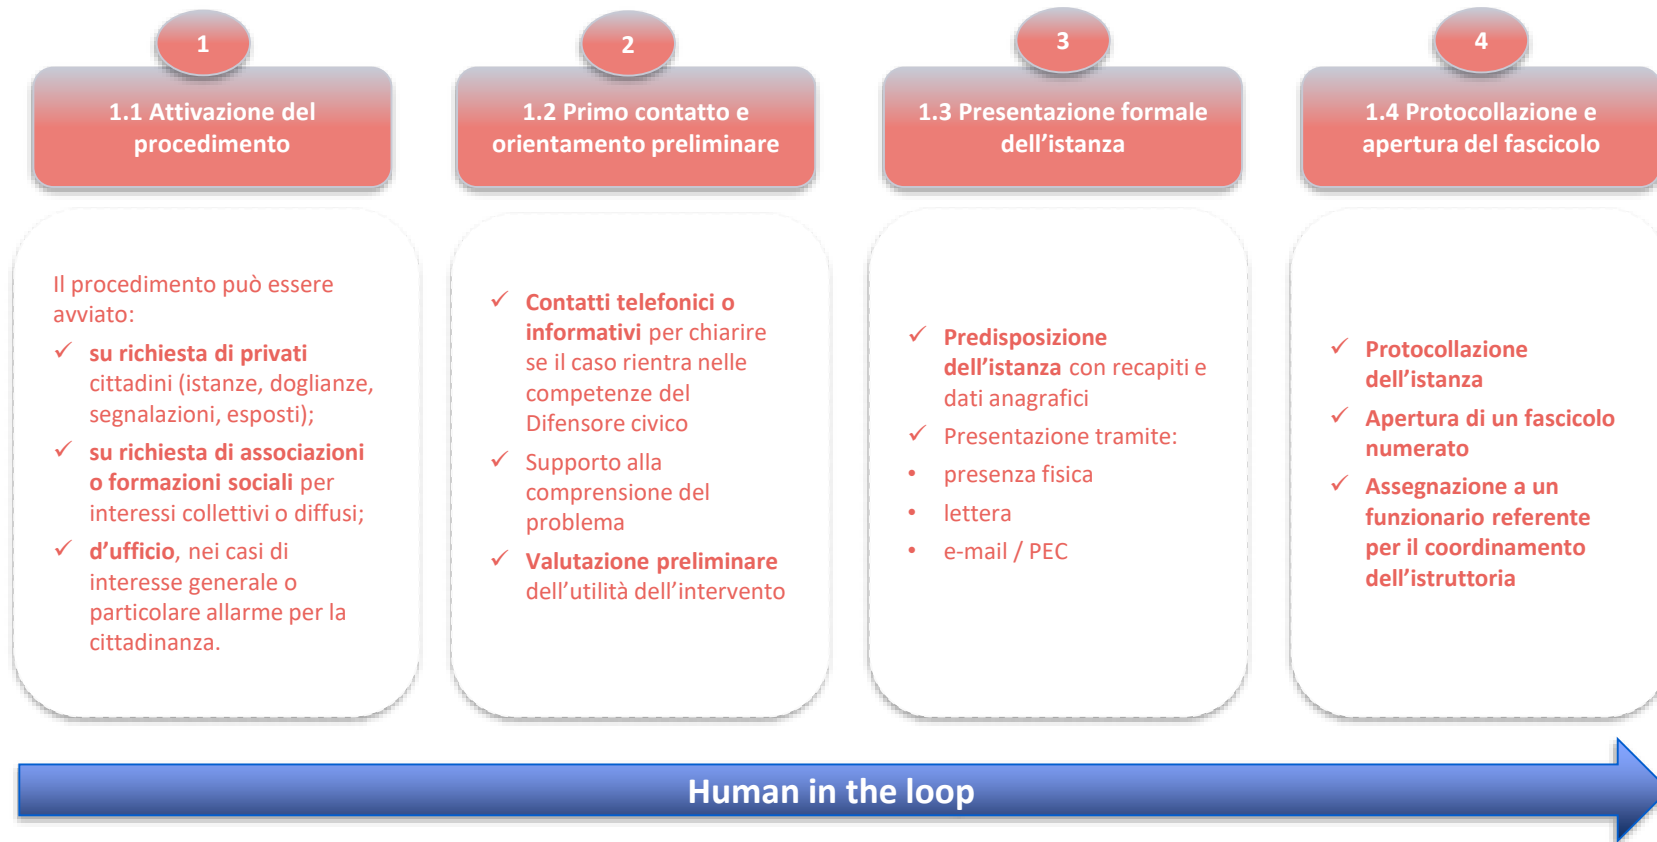 1
1.1 Attivazione del
procedimento
Il procedimento può essere
avviato:
✓ su richiesta di privati
cittadini (istanze, doglianze,
segnalazioni, esposti);
✓ su richiesta di associazioni
o formazioni sociali per
interessi collettivi o diffusi;
✓ d’ufficio, nei casi di
interesse generale o
particolare allarme per la
cittadinanza.
2
1.2 Primo contatto e
orientamento preliminare
✓ Contatti telefonici o
informativi per chiarire
se il caso rientra nelle
competenze del
Difensore civico
✓ Supporto alla
comprensione del
problema
✓ Valutazione preliminare
dell’utilità dell’intervento
3
1.3 Presentazione formale
dell’istanza
✓ Predisposizione
dell’istanza con recapiti e
dati anagrafici
✓ Presentazione tramite:
• presenza fisica
• lettera
• e-mail / PEC
4
1.4 Protocollazione e
apertura del fascicolo
✓ Protocollazione
dell’istanza
✓ Apertura di un fascicolo
numerato
✓ Assegnazione a un
funzionario referente
per il coordinamento
dell’istruttoria
Human in the loop